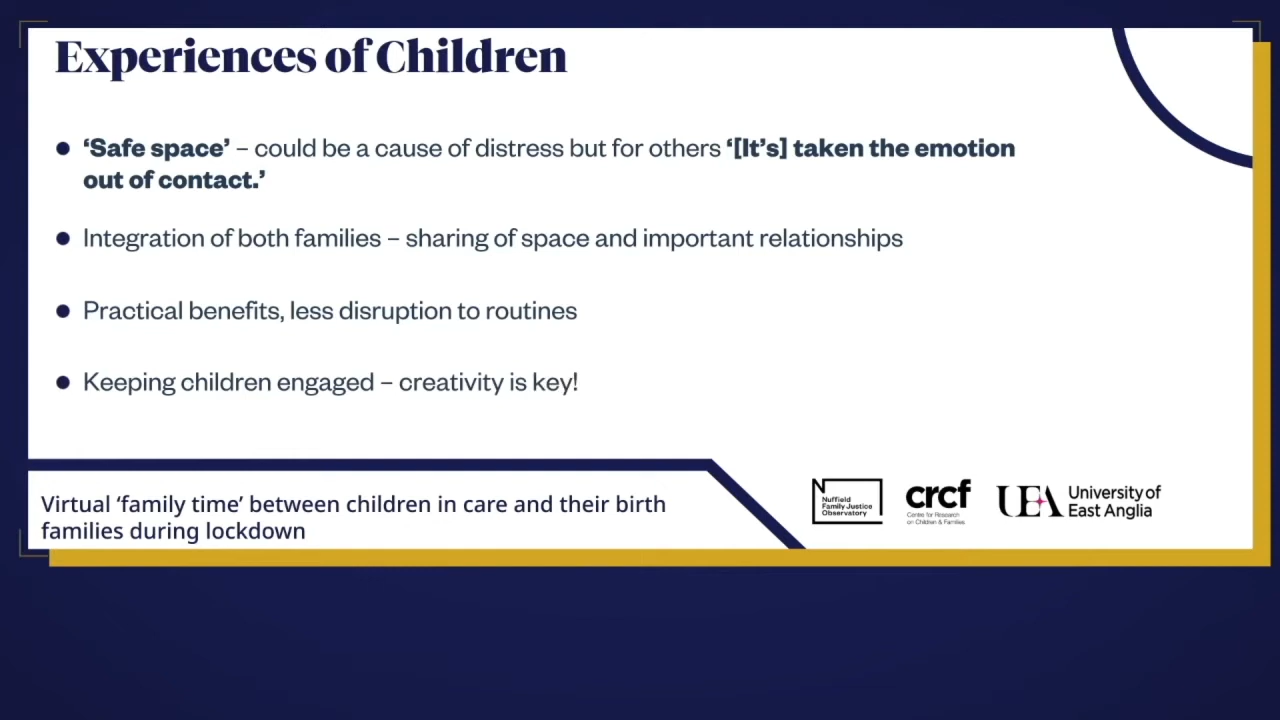 Experiences of Children
● ‘Safe space’ – could be a cause of distress but for others ‘[It’s] taken the emotion
out of contact.’
● Integration of both families – sharing of space and important relationships
● Practical benefits, less disruption to routines
● Keeping children engaged – creativity is key!
Virtual ‘family time’ between children in care and their birth
families during lockdown
N
Nuffield
Family Justice
Observatory
crcf
Centre for Research
on Children & Families
UEA
University of
East Anglia